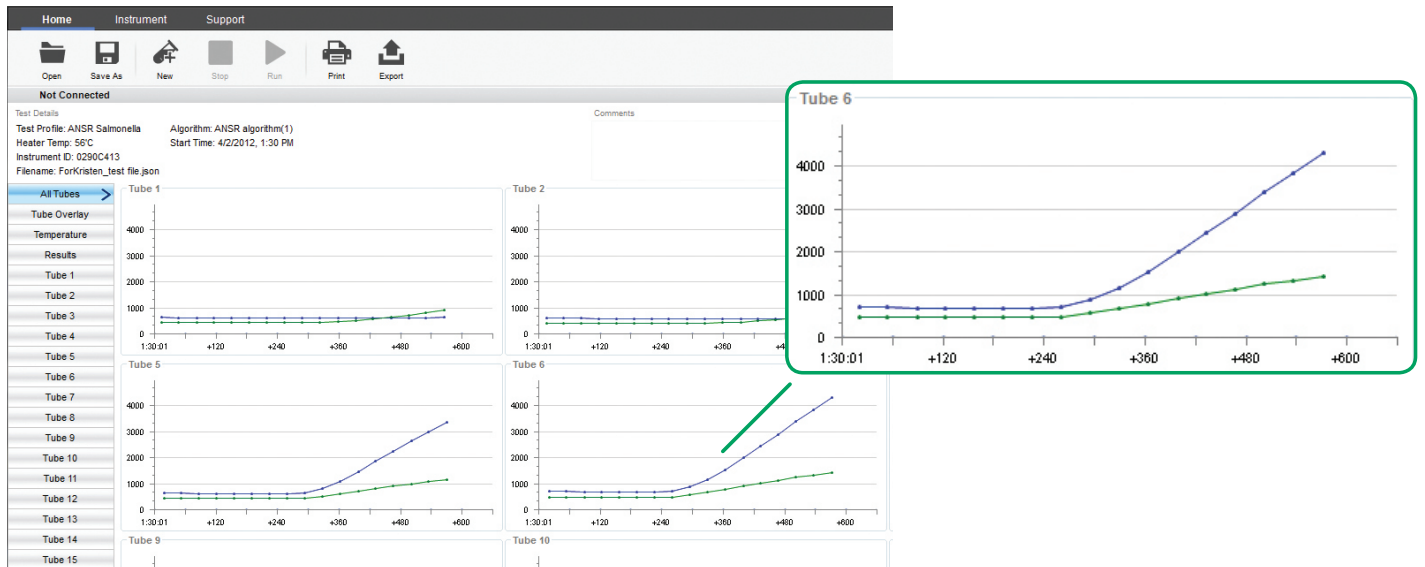 Home Instrument Support
Open Save As New Stop Run Print Export
Not Connected
Test Details
Comments
Test Profile: ANSR Salmonella Algorithm: ANSR algorithm(1)
Heater Temp: 56°C Start Time: 4/2/2012, 1:30 PM
Instrument ID: 0290C413
Filename: ForKristen_test file.json
All Tubes
Tube Overlay
Temperature
Results
Tube 1
Tube 2
Tube 3
Tube 4
Tube 5
Tube 6
Tube 7
Tube 8
Tube 9
Tube 10
Tube 11
Tube 12
Tube 13
Tube 14
Tube 15
Tube 1
4000
3000
2000
1000
0
1:30:01 +120 +240 +360 +480 +600
Tube 2
4000
3000
2000
1000
0
1:30:01 +120 +240 +360
Tube 5
4000
3000
2000
1000
0
1:30:01 +120 +240 +360 +480 +600
Tube 6
4000
3000
2000
1000
0
1:30:01 +120 +240 +360 +480 +600
Tube 9
Tube 10
Tube 6
4000
3000
2000
1000
0
1:30:01 +120 +240 +360 +480 +600